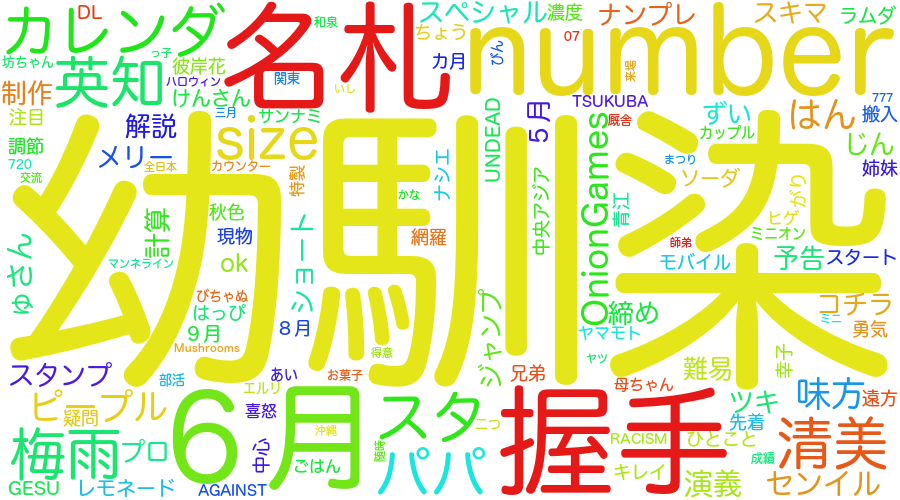 カレンダ
DL
名札
和泉
スペシャル
濃度
ナンプレ
スキマ
ラムダ
坊ちゃん
っ子
英知
彼岸花
ハロウィン
関東
いし
ちょう
カ月
ぴん
number
07
来場
777
制作
けんさん
三月
サンナミ
size
注目
解説
調節
メリー
720
交流
全日本
カウンター
特製
かな
ナシエ
UNDEAD
5月
TSUKUBA
厩舎
ずい
カップル
はん
搬入
じん
まつり
姉妹
幼馴染
秋色
現物
計算
ok
ゅさん
マンネライン
びちゃぬ
はっぴ
9月
Mushrooms
8月
ショート
網羅
中央アジア
OnionGames
青江
ソーダ
がり
ヒゲ
ミニオン
師弟
モバイル
予告
スタート
締め
ヤマモト
コチラ
ミニ
勇気
ジャンプ
得意
ヤッ
幸子
スタンプ
部活
エルリ
あい
お菓子
兄弟
母ちゃん
難易
味方
遠方
ピープル
疑問
喜怒
6月
沖縄
スタ
二つ
握手
ツキ
先着
梅雨
プロ
中心
ごはん
随時
パパ
RACISM
ひとこと
成績
清美
GESU
レモネード
AGAINST
キレイ
演義
センイル